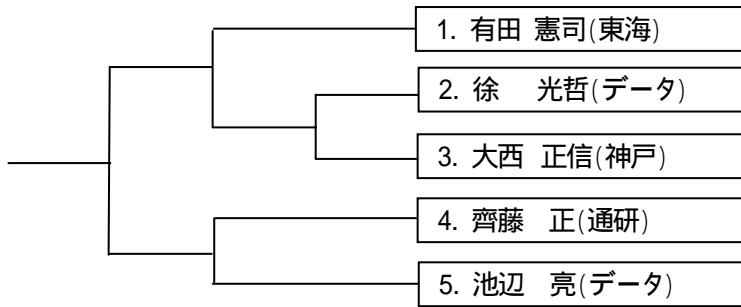 1. 有田 憲司(東海)
2. 徐　光哲(データ)
3. 大西 正信(神戸)
4. 齊藤　正(通研)
5. 池辺　亮(データ)